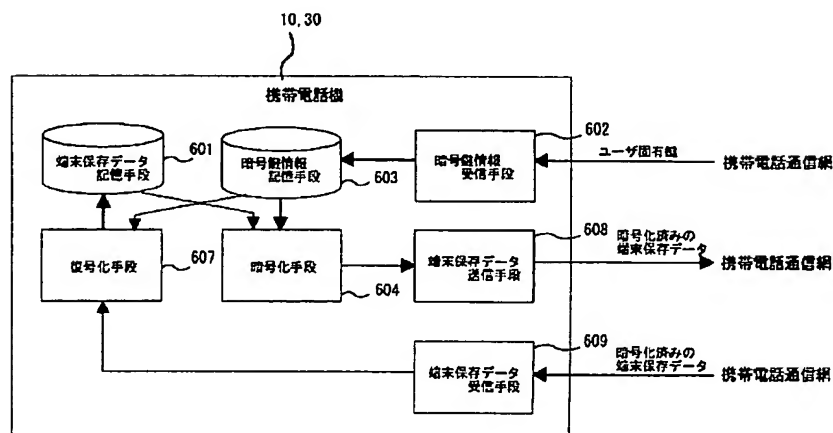 10,30
携帯電話機
端末保存データ
記憶手段
601
暗号鍵情報
記憶手段
603
暗号鍵情報
受信手段
602
ユーザ固有鍵
携帯電話通信網
復号化手段
607
暗号化手段
604
端末保存データ
送信手段
608
暗号化済みの
端末保存データ
携帯電話通信網
端末保存データ
受信手段
609
暗号化済みの
端末保存データ
携帯電話通信網